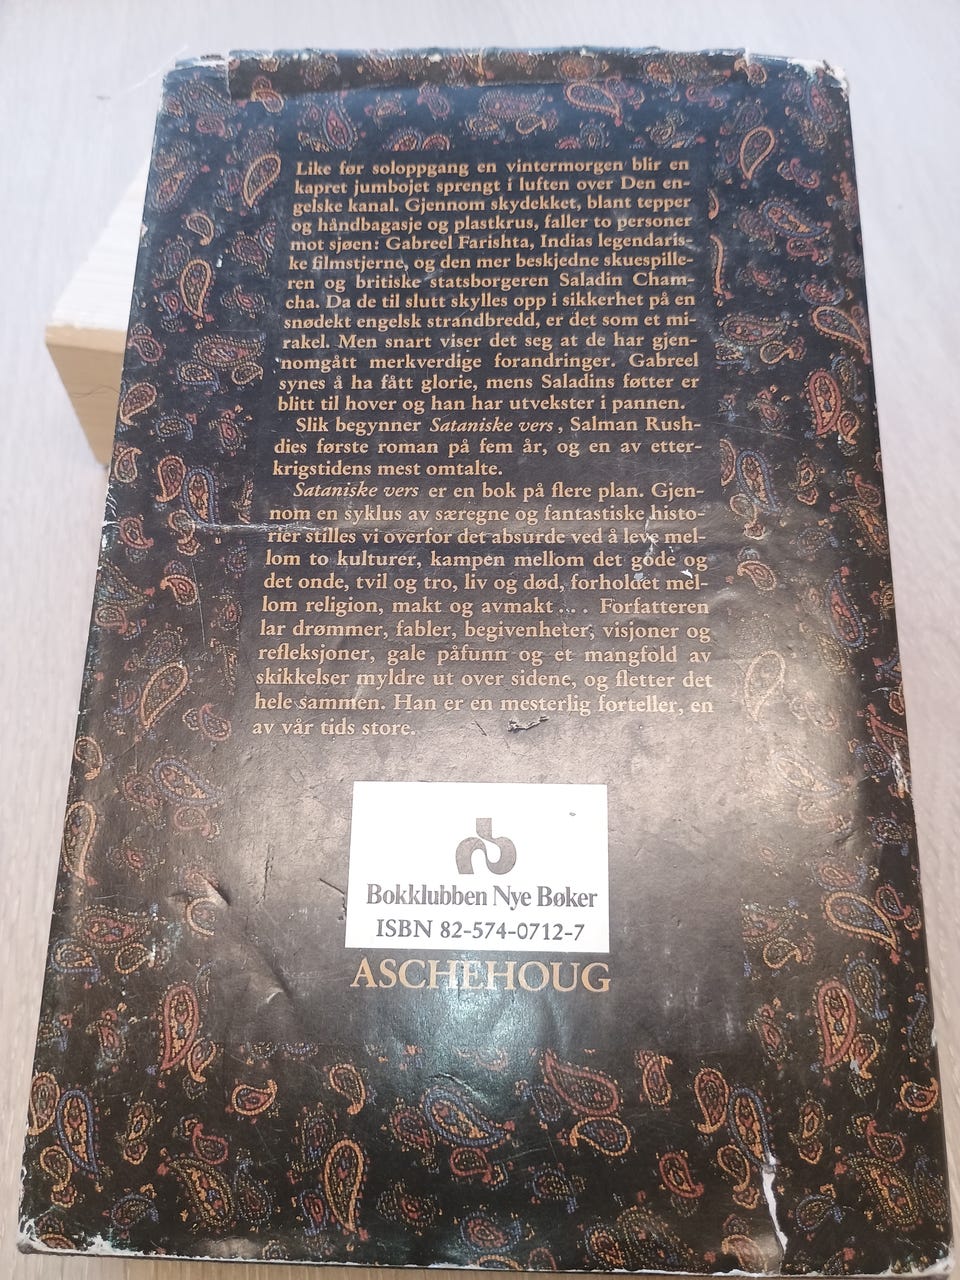 Like før soloppgang en vintermorgen blir en
kapret jumbojet sprengt i luften over Den en-
gelske kanal. Gjennom skydekket, blant tepper
og håndbagasje og plastkrus, faller to personer
mot sjøen: Gabreel Farishta, Indias legendaris-
ke filmstjerne, og den mer beskjedne skuespille-
ren og britiske statsborgeren Saladin Cham-
cha. Da de til slutt skylles opp i sikkerhet på en
snødekt engelsk strandbredd, er det som et mi-
rakel. Men snart viser det seg at de har gjen-
nomgått merkverdige forandringer. Gabreel
synes å ha fått glorie, mens Saladins føtter er
blitt til hover og han har utvekster i pannen.
Slik begynner Sataniske vers, Salman Rush-
dies første roman på fem år, og en av etter-
krigstidens mest omtalte.
Sataniske vers er en bok på flere plan. Gjen-
nom en syklus av særegne og fantastiske histo-
rier stilles vi overfor det absurde ved å leve mel-
lom to kulturer, kampen mellom det gode og
det onde, tvil og tro, liv og død, forholdet mel-
lom religion, makt og avmakt ... . Forfatteren
lar drømmer, fabler, begivenheter, visjoner og
refleksjoner, gale påfunn og et mangfold av
skikkelser myldre ut over sidene, og fletter det
hele sammen. Han er en mesterlig forteller, en
av vår tids store.
Bokklubben Nye Bøker
ISBN 82-574-0712-7
ASCHEHOUG